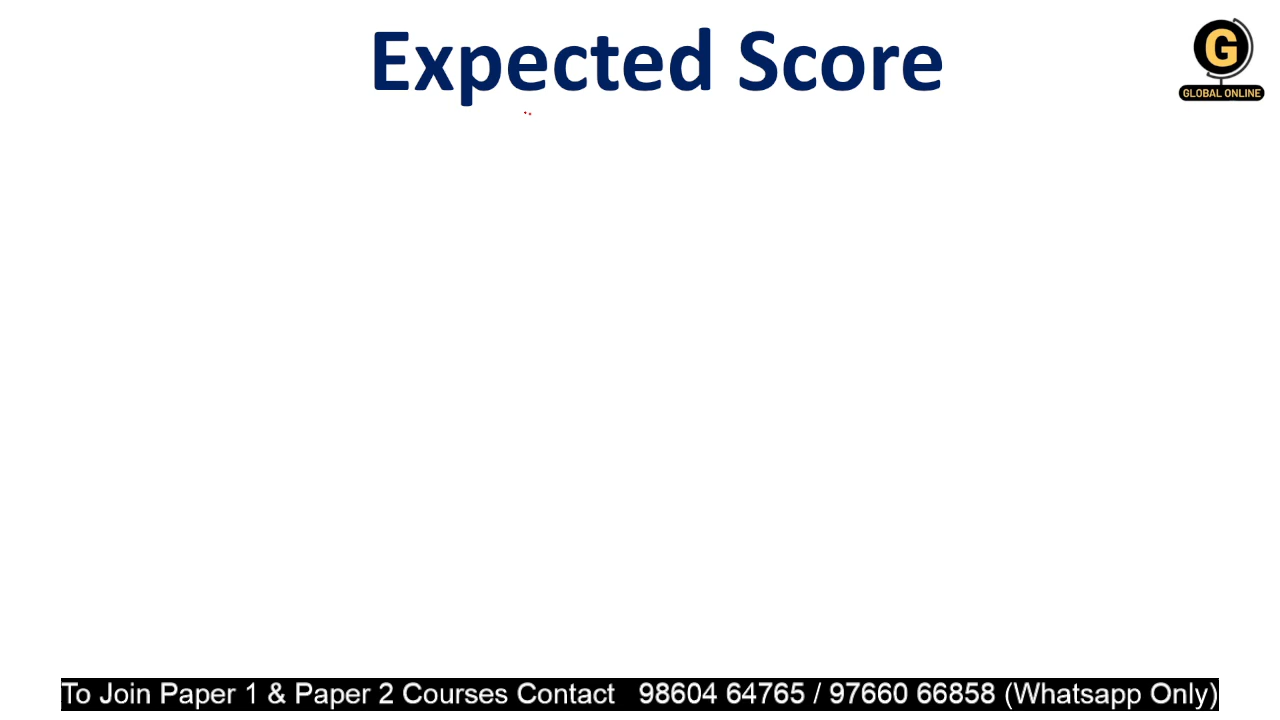 Expected Score
G
GLOBAL ONLINE
To Join Paper 1 & Paper 2 Courses Contact 98604 64765 / 97660 66858 (Whatsapp Only)